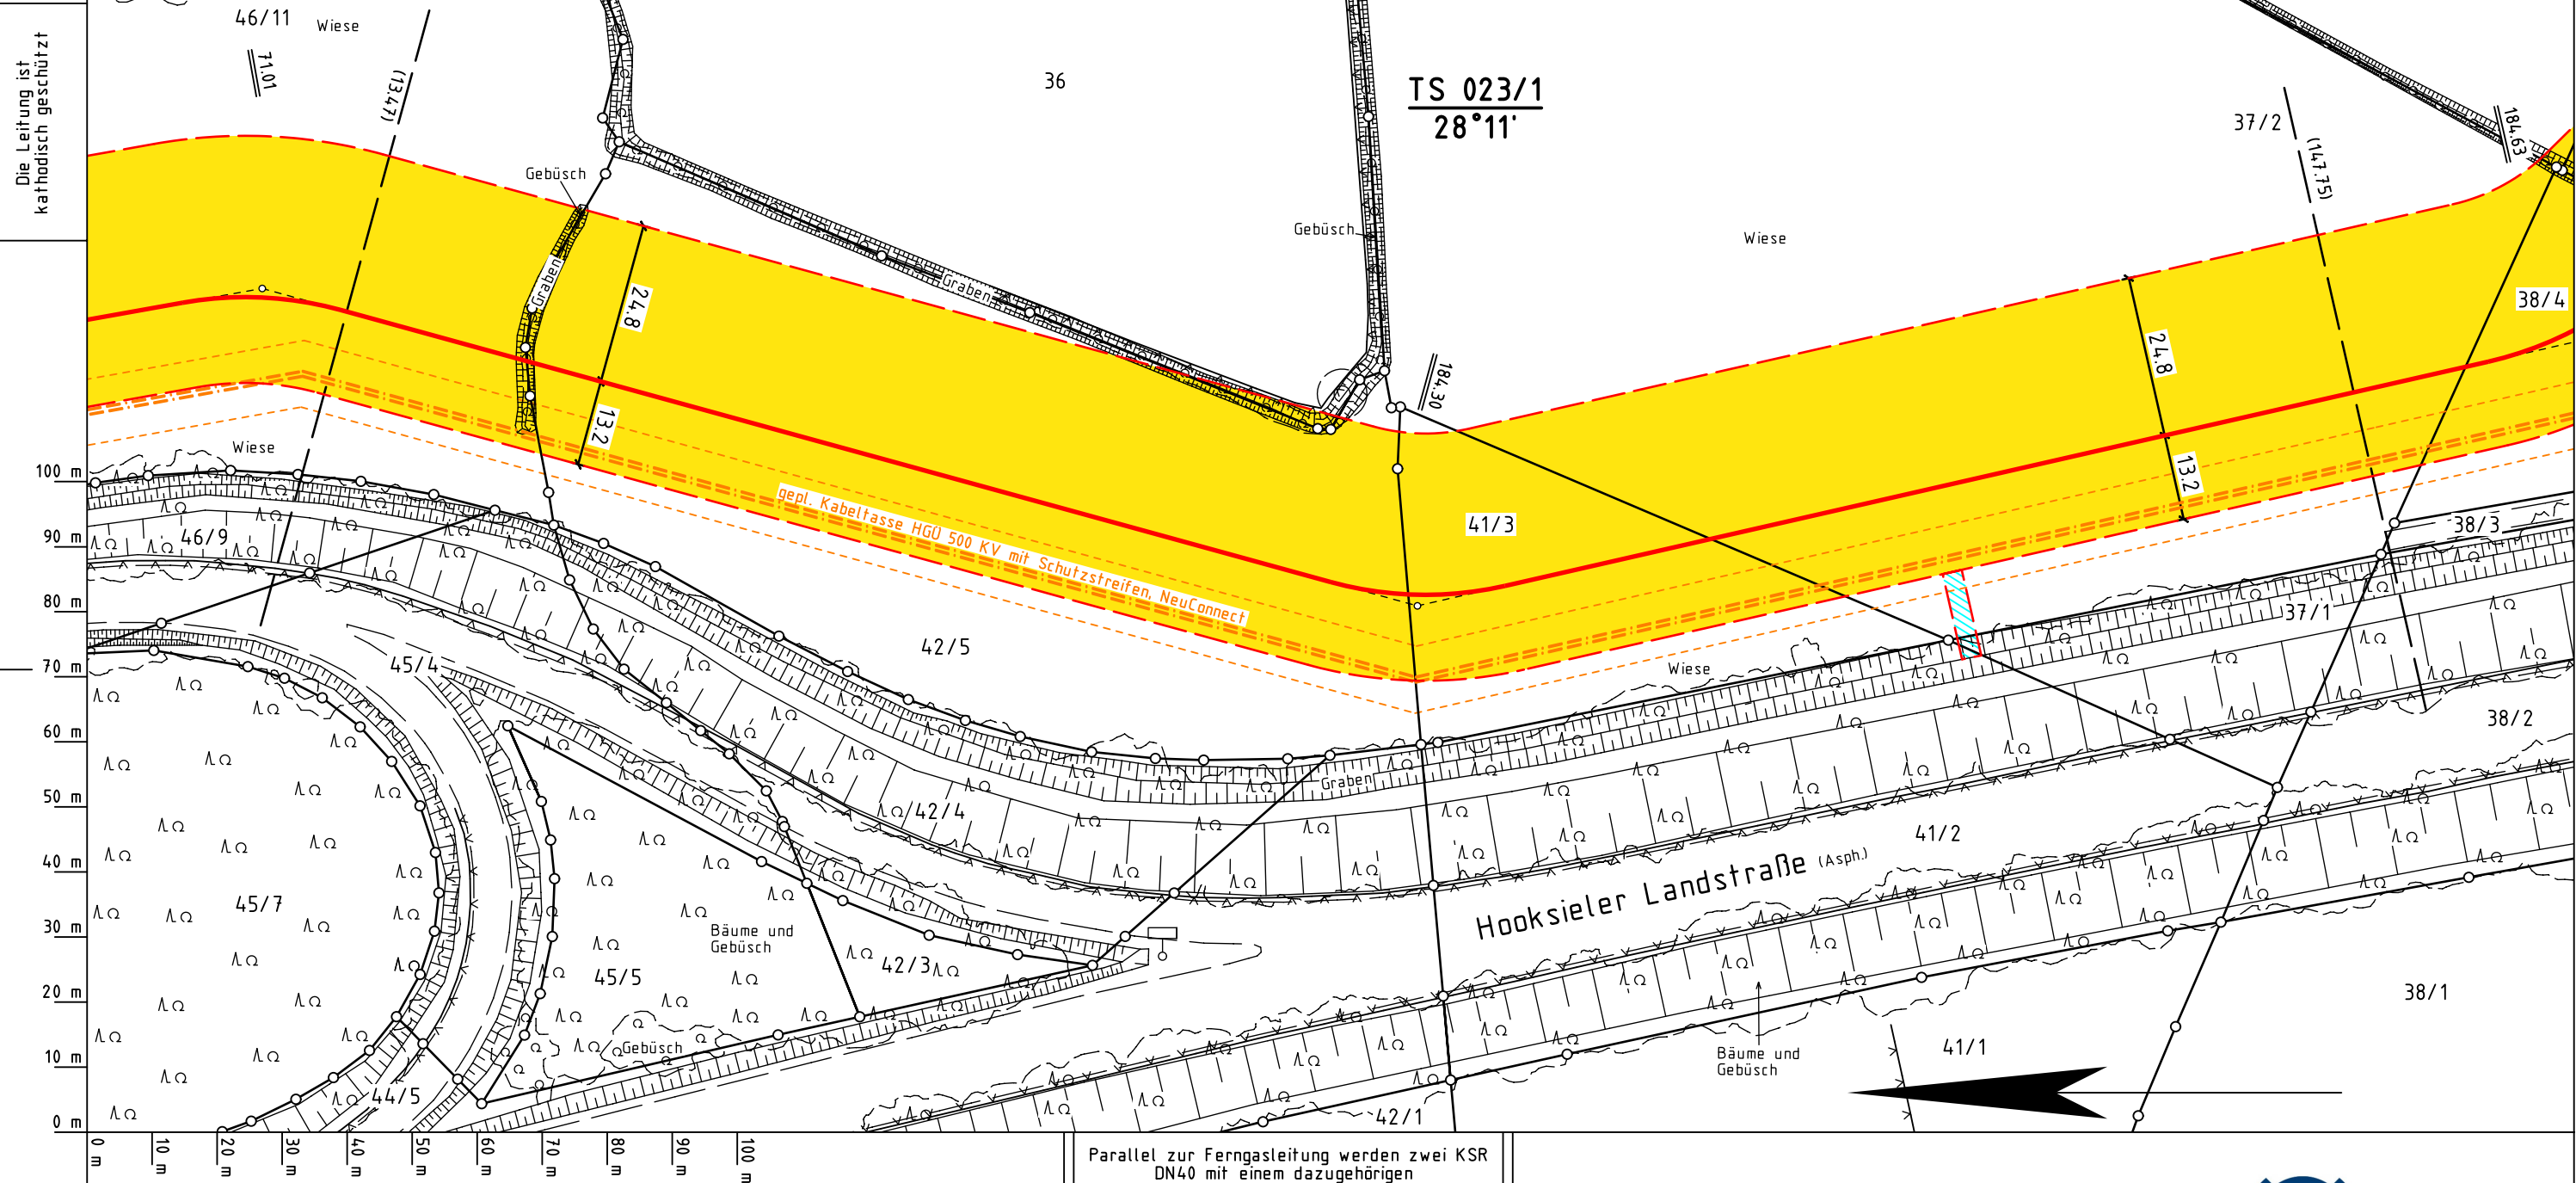 Die Leitung ist
kathodisch geschützt
46/11
Wiese
71.01
(13.47)
36
TS 023/1
28°11'
37/2
(147.75)
184.63
Gebüsch
Graben
24.8
13.2
Graben
Gebüsch
Wiese
184.30
24.8
13.2
38/4
Wiese
gepl. Kabeltasse HGÜ 500 KV mit Schutzstreifen, NeuConnect
41/3
38/3
46/9
45/4
42/5
Wiese
37/1
38/2
Graben
42/4
41/2
Hooksieler Landstraße (Asph.)
45/7
Bäume und
Gebüsch
42/3
45/5
Gebüsch
44/5
42/1
Bäume und
Gebüsch
41/1
38/1
100 m
90 m
80 m
70 m
60 m
50 m
40 m
30 m
20 m
10 m
0 m
0 m
10 m
20 m
30 m
40 m
50 m
60 m
70 m
80 m
90 m
100 m
Parallel zur Ferngasleitung werden zwei KSR
DN40 mit einem dazugehörigen